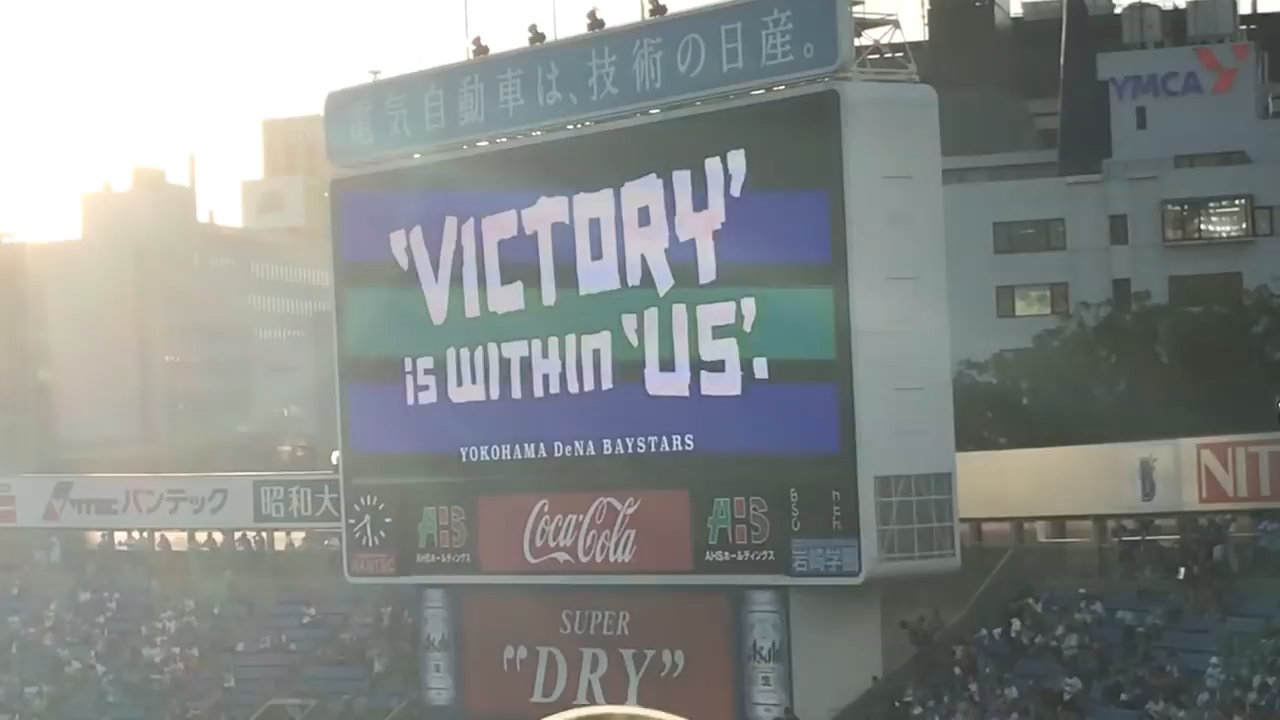 電気自動車は、技術の日産。
YMCA
‘VICTORY’
iS WITHIN ‘US’.
YOKOHAMA DeNA BAYSTARS
VTEC バンテック
昭和大
NIT
AHS
AHSホールディングス
Coca-Cola
AHS
AHSホールディングス
B
S
O
H
E
R
岩崎学
SUPER
“DRY”
Asahi
生
Asahi
生